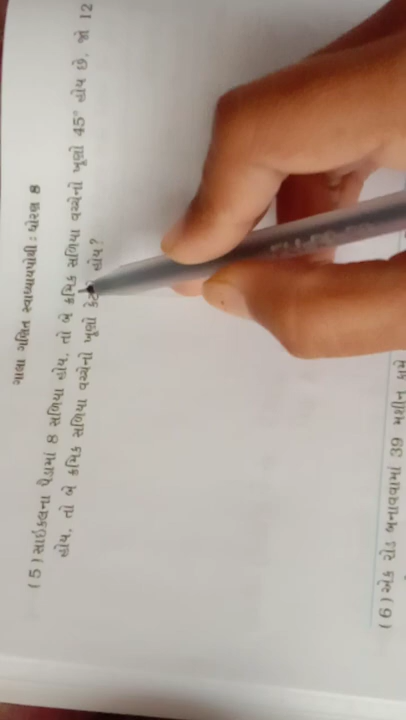 ગાલા ગણિત સ્વાધ્યાયપોથી : ધોરણ 8
(5) સાઇકલના પૈડામાં 8 સળિયા હોય, તો બે ક્રમિક સળિયા વચ્ચેનો ખૂણો 45° હોય છે. જો 12
હોય, તો બે ક્રમિક સળિયા વચ્ચેનો ખૂણો હોય?
(6) એક રોડ બનાવવામાં 39 મશીન કામે